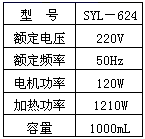 型 号 SYL－624
额定电压 220V
额定频率 50Hz
电机功率 120W
加热功率 1210W
容量 1000mL